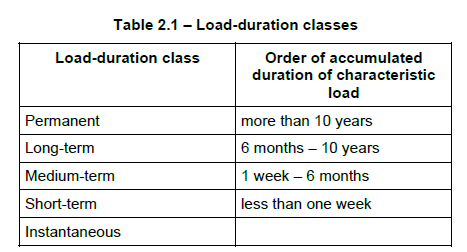 Table 2.1 – Load-duration classes
Load-duration class
Order of accumulated
duration of characteristic
load
Permanent
more than 10 years
Long-term
6 months – 10 years
Medium-term
1 week – 6 months
Short-term
less than one week
Instantaneous